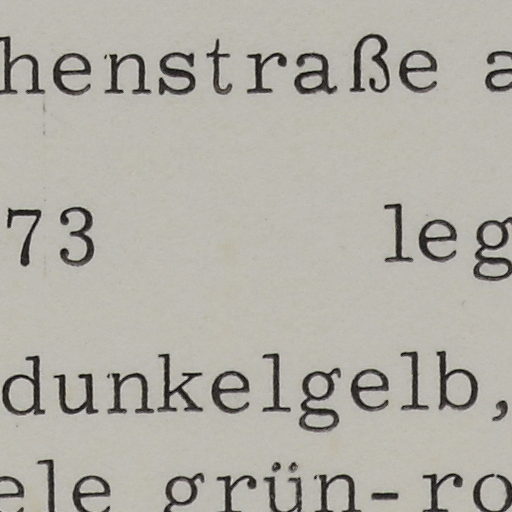 henstraße a
73 leg
dunkelgelb,
ele grün-ro